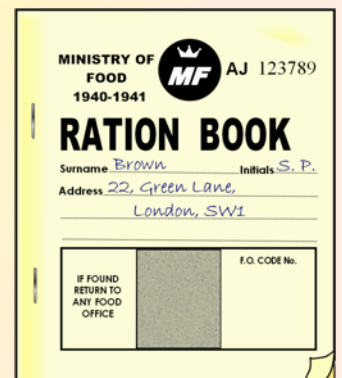 MINISTRY OF
FOOD
1940-1941
MF
AJ 123789
RATION BOOK
Surname Brown Initials S. P.
Address 22, Green Lane,
London, SW1
IF FOUND
RETURN TO
ANY FOOD
OFFICE
F.O. CODE No.